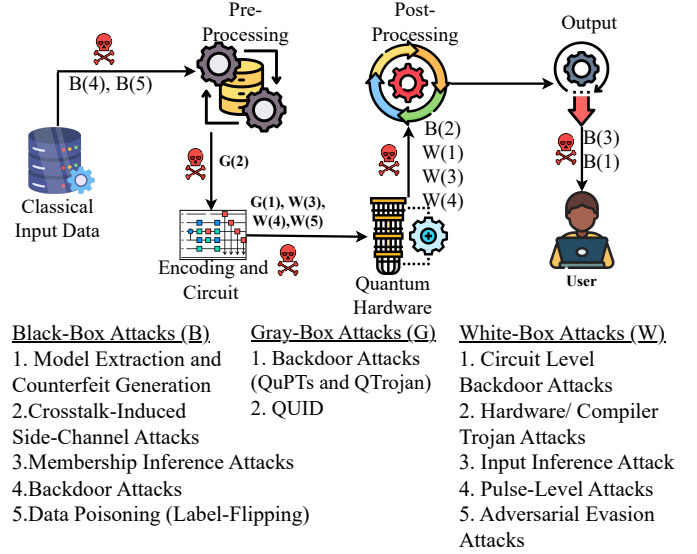 Pre-
Processing
Post-
Processing
Output
B(4), B(5)
G(2)
B(2)
W(1)
W(3)
W(4)
B(3)
B(1)
Classical
Input Data
G(1), W(3),
W(4),W(5)
Encoding and
Circuit
Quantum
Hardware
User
Black-Box Attacks (B)
1. Model Extraction and
Counterfeit Generation
2.Crosstalk-Induced
Side-Channel Attacks
3.Membership Inference Attacks
4.Backdoor Attacks
5.Data Poisoning (Label-Flipping)
Gray-Box Attacks (G)
1. Backdoor Attacks
(QuPTs and QTrojan)
2. QUID
White-Box Attacks (W)
1. Circuit Level
Backdoor Attacks
2. Hardware/ Compiler
Trojan Attacks
3. Input Inference Attack
4. Pulse-Level Attacks
5. Adversarial Evasion
Attacks